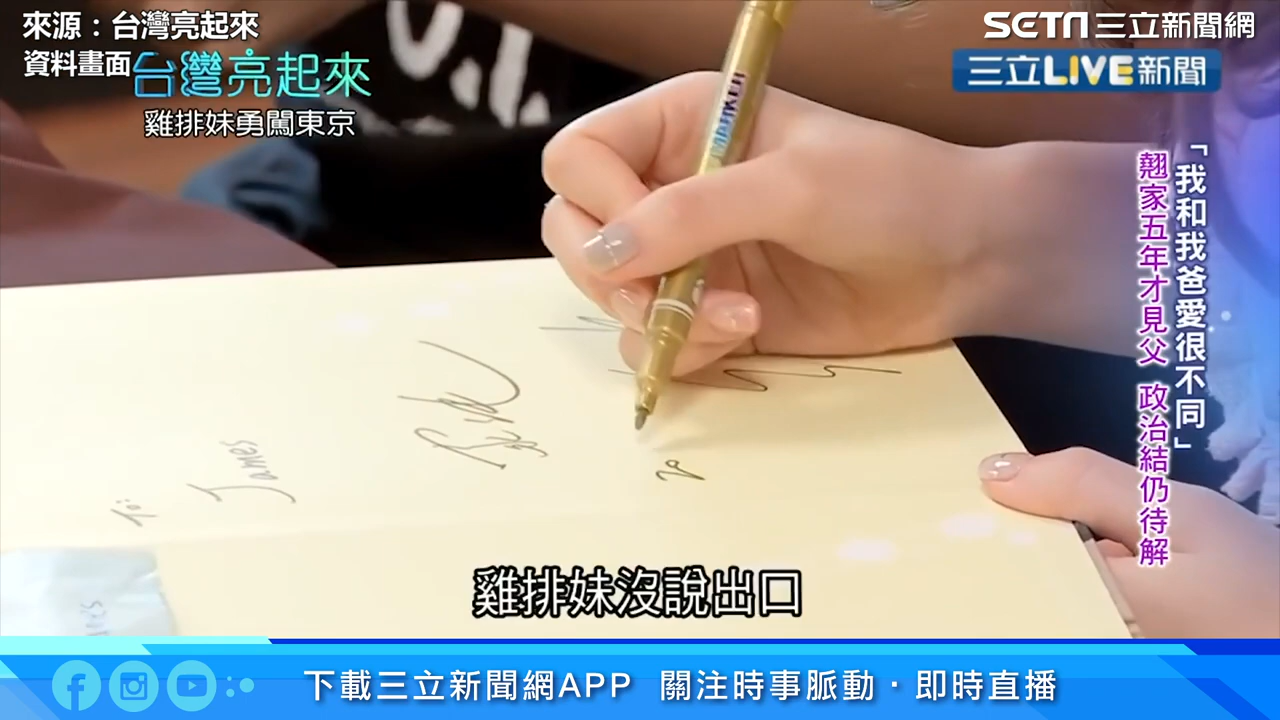 來源：台灣亮起來
資料畫面
台灣亮起來
雞排妹勇闖東京
SETN三立新聞網
三立LIVE新聞
「我和我爸愛很不同」
翹家五年才見父 政治結仍待解
MARKER
To:
James
雞排妹沒說出口
下載三立新聞網APP 關注時事脈動・即時直播